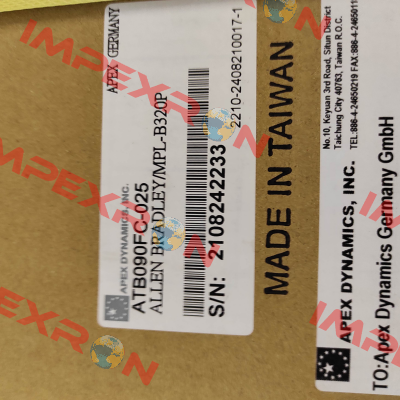 APEX DYNAMICS, INC.
ATB090FC-025
ALLEN BRADLEY/MPL-B320P
APEX GERMANY
S/N: 2108242233
2210-2408210017-1
MADE IN TAIWAN
No.10, Keyuan 3rd Road, Situn District
Taichung City 40763, Taiwan R.O.C.
TEL:886-4-24650219 FAX:886-4-2465011
APEX DYNAMICS, INC.
TO:Apex Dynamics Germany GmbH
IMPEXRON
IMPEXRON
IMPEXRON
IMPEXRON